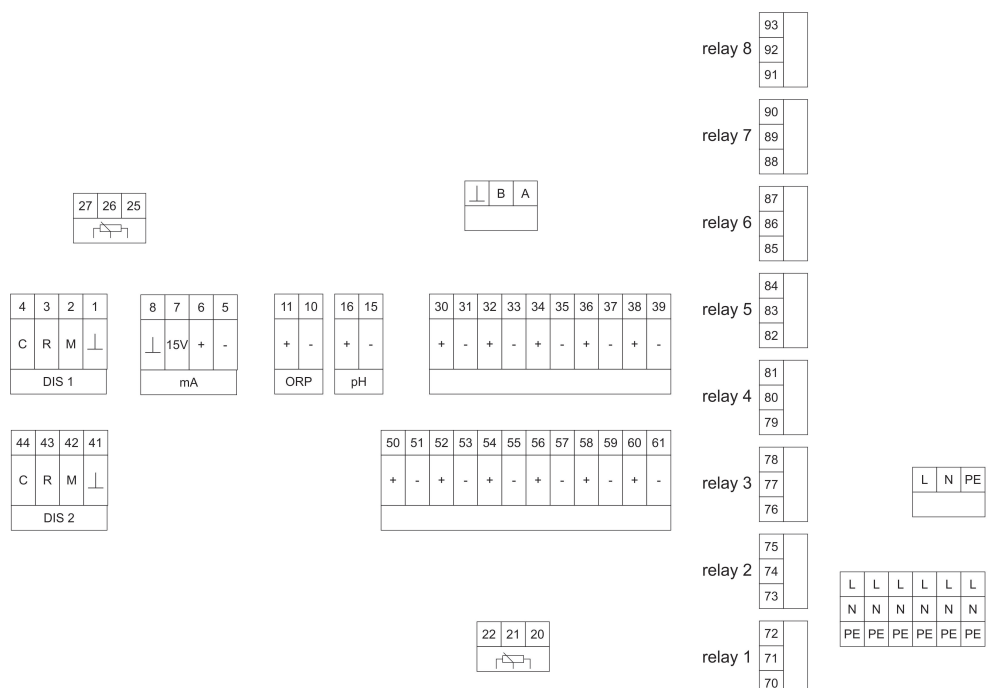 93
relay 8 92
91
90
relay 7 89
88
87
relay 6 86
85
⊥ B A
27 26 25
84
relay 5 83
82
4 3 2 1
C R M ⊥
DIS 1
8 7 6 5
⊥ 15V + -
mA
11 10
+ -
ORP
16 15
+ -
pH
30 31 32 33 34 35 36 37 38 39
+ - + - + - + - + -
81
relay 4 80
79
44 43 42 41
C R M ⊥
DIS 2
50 51 52 53 54 55 56 57 58 59 60 61
+ - + - + - + - + - + -
78
relay 3 77
76
L N PE
75
relay 2 74
73
L L L L L L
N N N N N N
PE PE PE PE PE PE
22 21 20
72
relay 1 71
70